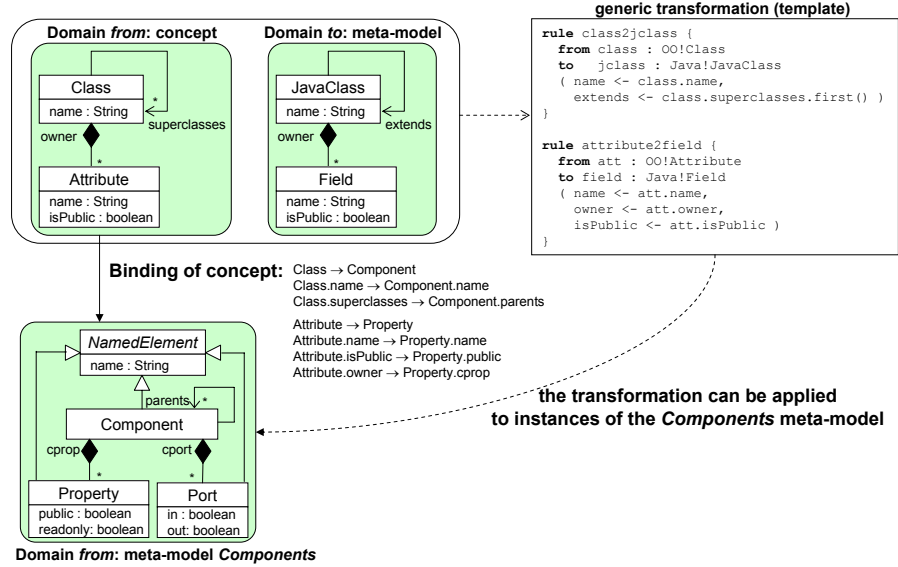 generic transformation (template)
Domain from: concept
Domain to: meta-model
Class
name : String
*
superclasses
owner
*
Attribute
name : String
isPublic : boolean
JavaClass
name : String
extends
owner
*
Field
name : String
isPublic : boolean
rule class2jclass {
from class : OO!Class
to jclass : Java!JavaClass
( name <- class.name,
extends <- class.superclasses.first() )
}
rule attribute2field {
from att : OO!Attribute
to field : Java!Field
( name <- att.name,
owner <- att.owner,
isPublic <- att.isPublic )
}
Binding of concept:
Class → Component
Class.name → Component.name
Class.superclasses → Component.parents
Attribute → Property
Attribute.name → Property.name
Attribute.isPublic → Property.public
Attribute.owner → Property.cprop
NamedElement
name : String
parents
*
Component
cprop
cport
*
*
Property
public : boolean
readonly: boolean
Port
in : boolean
out: boolean
the transformation can be applied
to instances of the Components meta-model
Domain from: meta-model Components